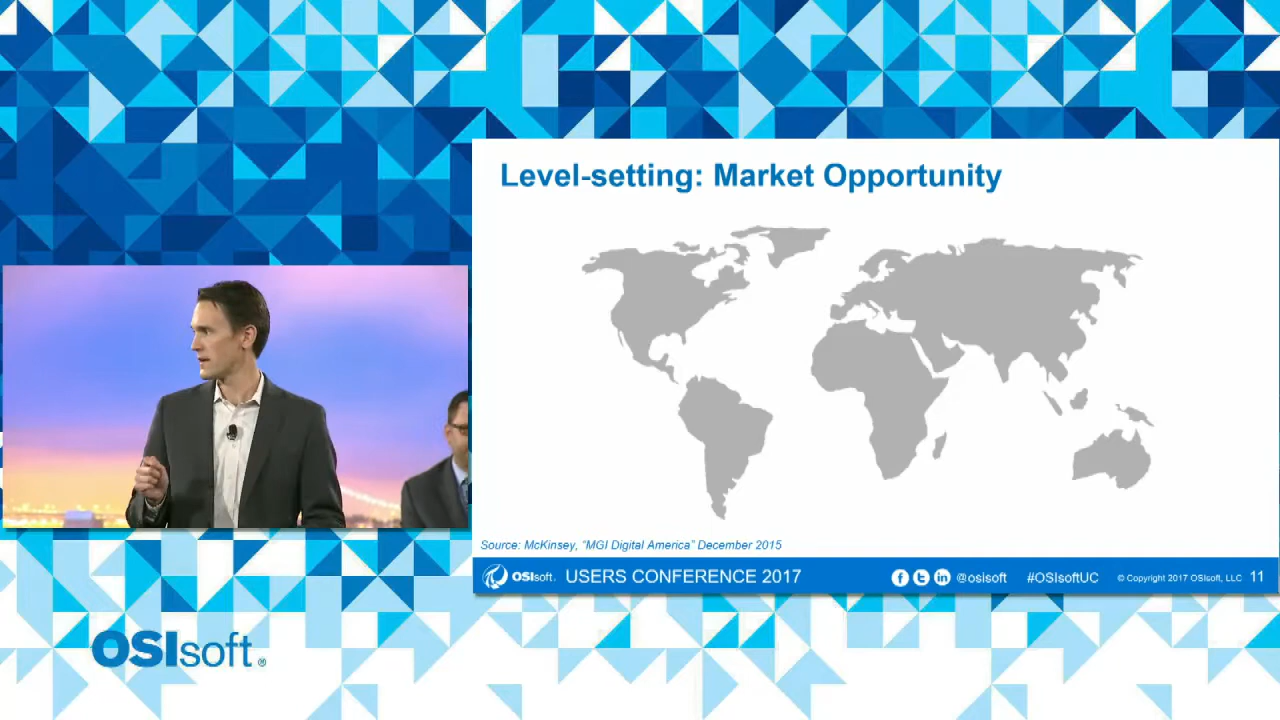 Level-setting: Market Opportunity
Source: McKinsey, “MGI Digital America” December 2015
OSIsoft. USERS CONFERENCE 2017
@osisoft #OSIsoftUC © Copyright 2017 OSIsoft, LLC 11
OSIsoft®